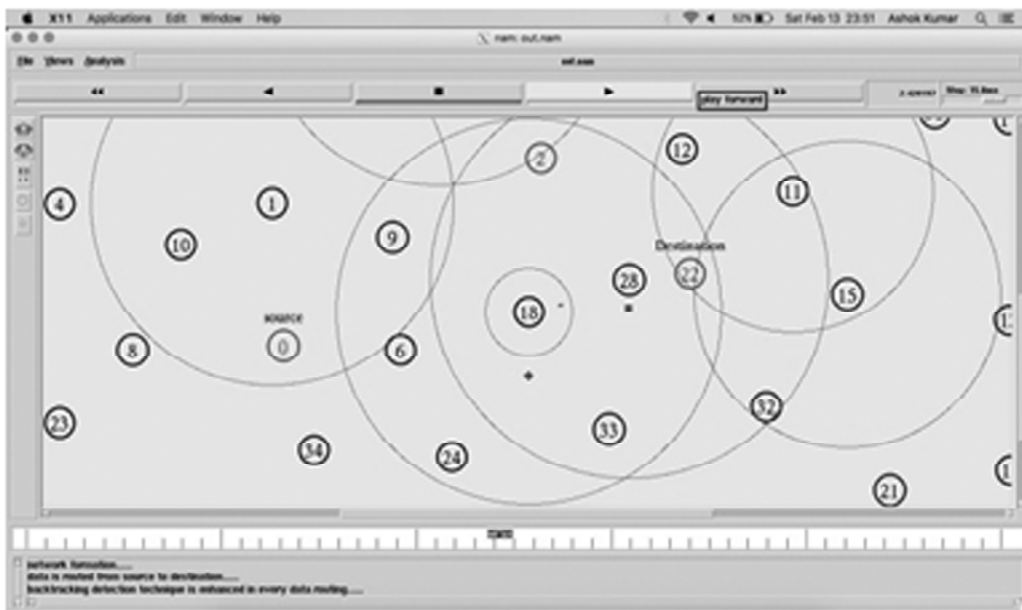 X11 Applications Edit Window Help
52% Sat Feb 13 23:51 Ashok Kumar
nam: out.nam
File Views Analysis
out.nam
play forward
2
12
11
4
1
10
9
Destination
22
28
15
18
source
0
8
6
32
23
33
34
24
21
network formation.....
data is routed from source to destination.....
backtracking detection technique is enhanced in every data routing.....